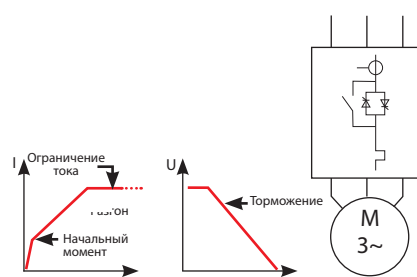 I
Ограничение
тока
Разгон
Начальный
момент
U
Торможение
M
3~